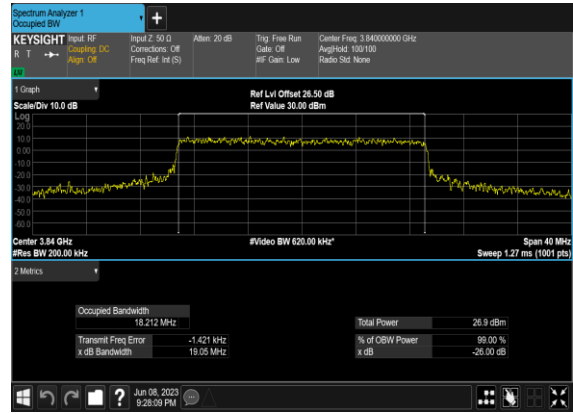 Spectrum Analyzer 1
Occupied BW
KEYSIGHT Input: RF Input Z: 50 Ω Atten: 20 dB Trig: Free Run Center Freq: 3.840000000 GHz
R T Coupling: DC Corrections: Off Gate: Off Avg|Hold: 100/100
Align: Off Freq Ref: Int (S) #IF Gain: Low Radio Std: None
1 Graph
Ref Lvl Offset 26.50 dB
Scale/Div 10.0 dB Ref Value 30.00 dBm
Log
20.0
10.0
0.00
-10.0
-20.0
-30.0
-40.0
-50.0
-60.0
Center 3.84 GHz #Video BW 620.00 kHz* Span 40 MHz
#Res BW 200.00 kHz Sweep 1.27 ms (1001 pts)
2 Metrics
Occupied Bandwidth
18.212 MHz Total Power 26.9 dBm
Transmit Freq Error -1.421 kHz % of OBW Power 99.00 %
x dB Bandwidth 19.05 MHz x dB -26.00 dB
? Jun 08, 2023
9:28:09 PM